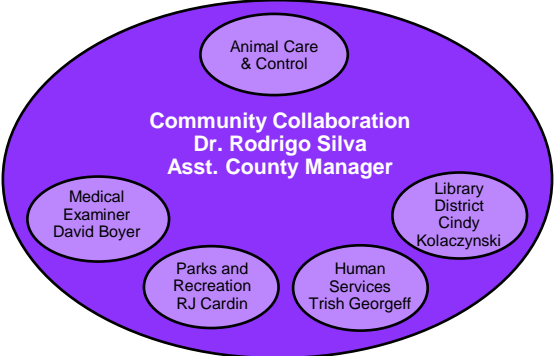 Animal Care
& Control
Community Collaboration
Dr. Rodrigo Silva
Asst. County Manager
Medical
Examiner
David Boyer
Parks and
Recreation
RJ Cardin
Human
Services
Trish Georgeff
Library
District
Cindy
Kolaczynski